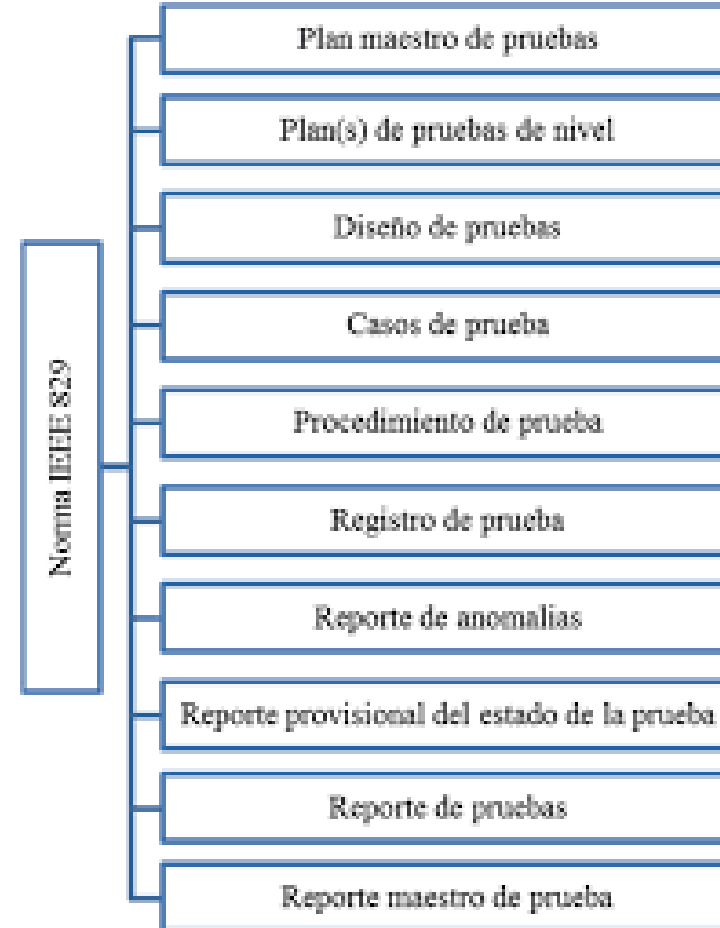 Norma IEEE 829
Plan maestro de pruebas
Plan(s) de pruebas de nivel
Diseño de pruebas
Casos de prueba
Procedimiento de prueba
Registro de prueba
Reporte de anomalias
Reporte provisional del estado de la prueba
Reporte de pruebas
Reporte maestro de prueba